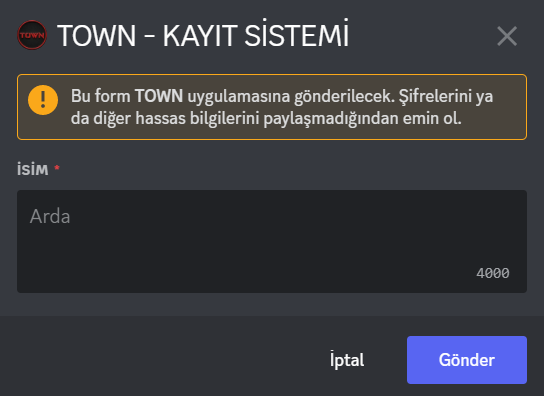 TOWN
TOWN - KAYIT SİSTEMİ
Bu form TOWN uygulamasına gönderilecek. Şifrelerini ya
da diğer hassas bilgilerini paylaşmadığından emin ol.
İSİM *
Arda
4000
İptal
Gönder